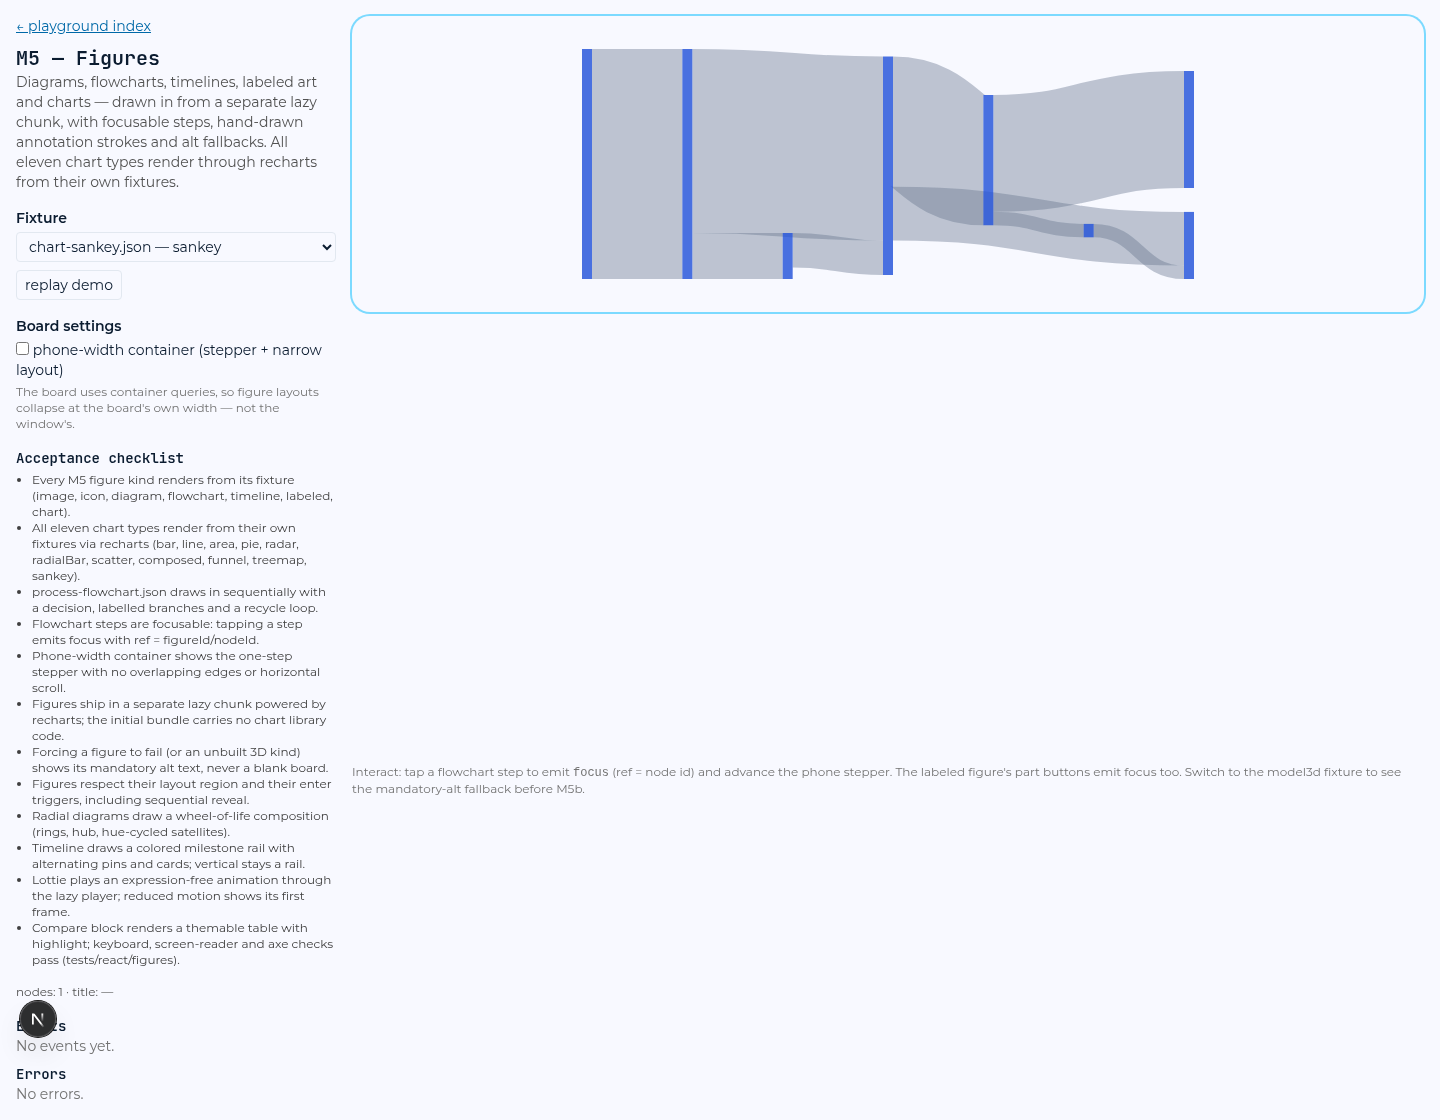 ← playground index
M5 — Figures
Diagrams, flowcharts, timelines, labeled art
and charts — drawn in from a separate lazy
chunk, with focusable steps, hand-drawn
annotation strokes and alt fallbacks. All
eleven chart types render through recharts
from their own fixtures.
Fixture
chart-sankey.json — sankey
replay demo
Board settings
phone-width container (stepper + narrow
layout)
The board uses container queries, so figure layouts
collapse at the board's own width — not the
window's.
Acceptance checklist
• Every M5 figure kind renders from its fixture
(image, icon, diagram, flowchart, timeline, labeled,
chart).
• All eleven chart types render from their own
fixtures via recharts (bar, line, area, pie, radar,
radialBar, scatter, composed, funnel, treemap,
sankey).
• process-flowchart.json draws in sequentially with
a decision, labelled branches and a recycle loop.
• Flowchart steps are focusable: tapping a step
emits focus with ref = figureId/nodeId.
• Phone-width container shows the one-step
stepper with no overlapping edges or horizontal
scroll.
• Figures ship in a separate lazy chunk powered by
recharts; the initial bundle carries no chart library
code.
• Forcing a figure to fail (or an unbuilt 3D kind)
shows its mandatory alt text, never a blank board.
• Figures respect their layout region and their enter
triggers, including sequential reveal.
• Radial diagrams draw a wheel-of-life composition
(rings, hub, hue-cycled satellites).
• Timeline draws a colored milestone rail with
alternating pins and cards; vertical stays a rail.
• Lottie plays an expression-free animation through
the lazy player; reduced motion shows its first
frame.
• Compare block renders a themable table with
highlight; keyboard, screen-reader and axe checks
pass (tests/react/figures).
nodes: 1 · title: —
No events yet.
Errors
No errors.
Interact: tap a flowchart step to emit focus (ref = node id) and advance the phone stepper. The labeled figure's part buttons emit focus too. Switch to the model3d fixture to see
the mandatory-alt fallback before M5b.